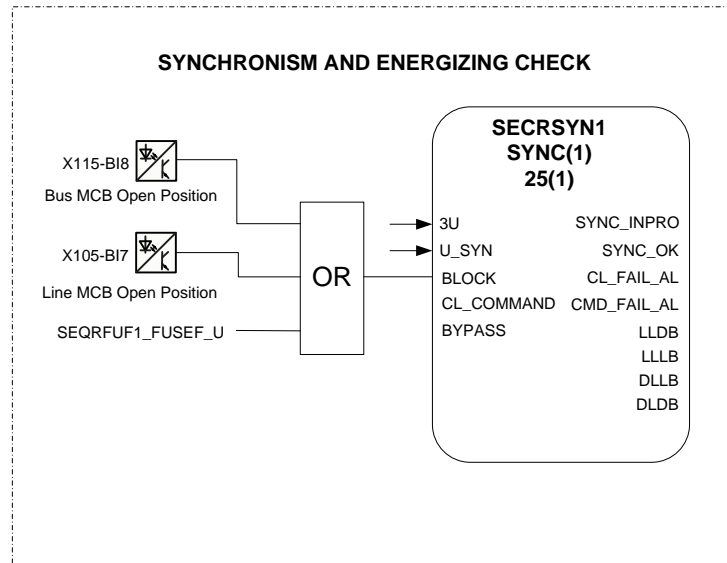 SYNCHRONISM AND ENERGIZING CHECK
X115-BI8
Bus MCB Open Position
X105-BI7
Line MCB Open Position
SEQRFUF1_FUSEF_U
OR
SECRSYN1
SYNC(1)
25(1)
3U
U_SYN
BLOCK
CL_COMMAND
BYPASS
SYNC_INPRO
SYNC_OK
CL_FAIL_AL
CMD_FAIL_AL
LLDB
LLLB
DLLB
DLDB